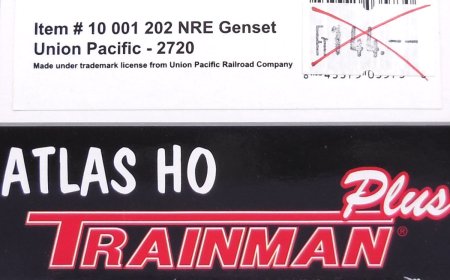 Item # 10 001 202 NRE Genset
Union Pacific - 2720
Made under trademark license from Union Pacific Railroad Company
144.--
ATLAS HO
TRAINMAN®
Plus